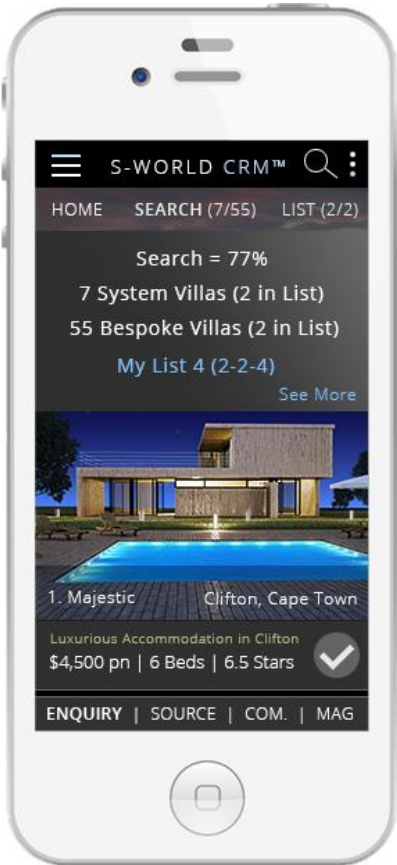 S-WORLD CRM™
HOME SEARCH (7/55) LIST (2/2)
Search = 77%
7 System Villas (2 in List)
55 Bespoke Villas (2 in List)
My List 4 (2-2-4)
See More
1. Majestic Clifton, Cape Town
Luxurious Accommodation in Clifton
$4,500 pn | 6 Beds | 6.5 Stars
ENQUIRY | SOURCE | COM. | MAG